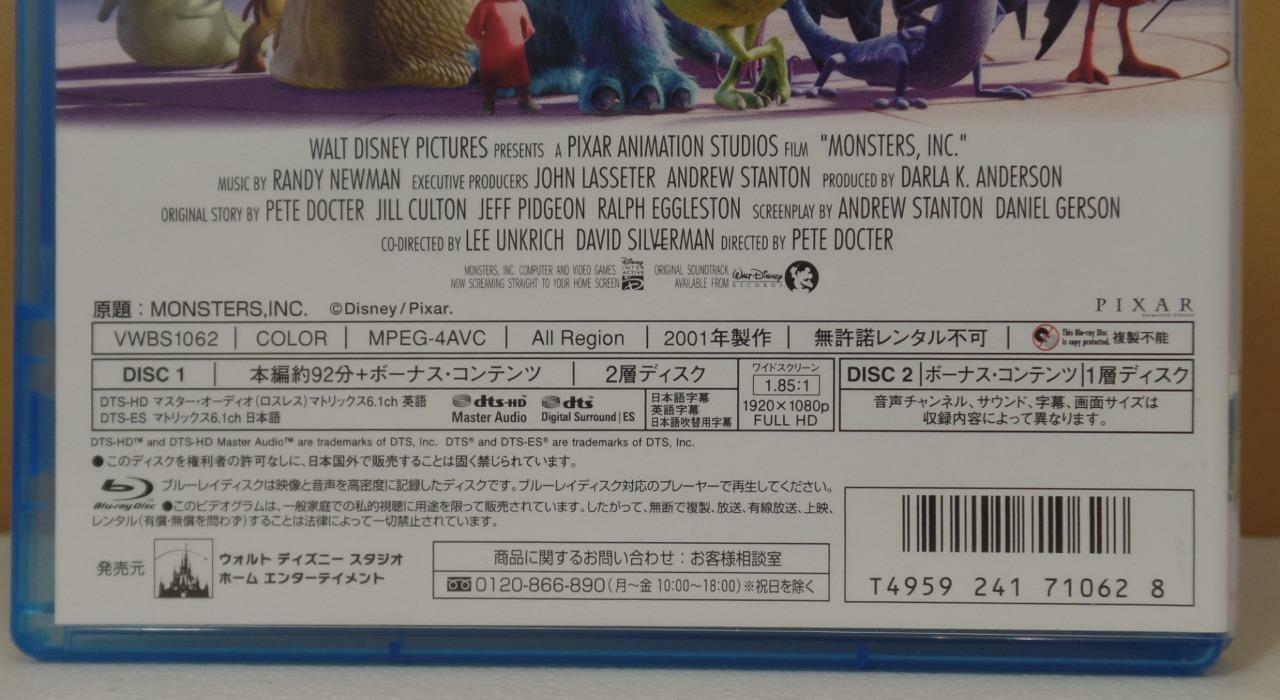 WALT DISNEY PICTURES PRESENTS A PIXAR ANIMATION STUDIOS FILM "MONSTERS, INC."
MUSIC BY RANDY NEWMAN EXECUTIVE PRODUCERS JOHN LASSETER ANDREW STANTON PRODUCED BY DARLA K. ANDERSON
ORIGINAL STORY BY PETE DOCTER JILL CULTON JEFF PIDGEON RALPH EGGLESTON SCREENPLAY BY ANDREW STANTON DANIEL GERSON
CO-DIRECTED BY LEE UNKRICH DAVID SILVERMAN DIRECTED BY PETE DOCTER
MONSTERS, INC. COMPUTER AND VIDEO GAMES
NOW SCREAMING STRAIGHT TO YOUR HOME SCREEN
Disney INTERACTIVE
ORIGINAL SOUNDTRACK
AVAILABLE FROM
Walt Disney RECORDS
原題：MONSTERS,INC. ©Disney/Pixar.
PIXAR
ANIMATION STUDIOS
VWBS1062 COLOR MPEG-4AVC All Region 2001年製作 無許諾レンタル不可
This Blu-ray Disc
is copy protected.
複製不能
DISC 1 本編約92分+ボーナス・コンテンツ 2層ディスク
DTS-HD マスター・オーディオ(ロスレス)マトリックス6.1ch 英語
DTS-ES マトリックス6.1ch 日本語
dts-HD
Master Audio
dts
Digital Surround|ES
日本語字幕
英語字幕
日本語吹替用字幕
ワイドスクリーン
1.85:1
1920×1080p
FULL HD
DISC 2 ボーナス・コンテンツ 1層ディスク
音声チャンネル、サウンド、字幕、画面サイズは
収録内容によって異なります。
DTS-HD™ and DTS-HD Master Audio™ are trademarks of DTS, Inc. DTS® and DTS-ES® are trademarks of DTS, Inc.
●このディスクを権利者の許可なしに、日本国外で販売することは固く禁じられています。
Blu-ray Disc™
ブルーレイディスクは映像と音声を高密度に記録したディスクです。ブルーレイディスク対応のプレーヤーで再生してください。
●このビデオグラムは、一般家庭での私的視聴に用途を限って販売されています。したがって、無断で複製、放送、有線放送、上映、
レンタル(有償・無償を問わず)することは法律によって一切禁止されています。
発売元
ウォルト ディズニー スタジオ
ホーム エンターテイメント
商品に関するお問い合わせ：お客様相談室
0120-866-890(月～金 10:00～18:00)※祝日を除く
T4959 241 71062 8